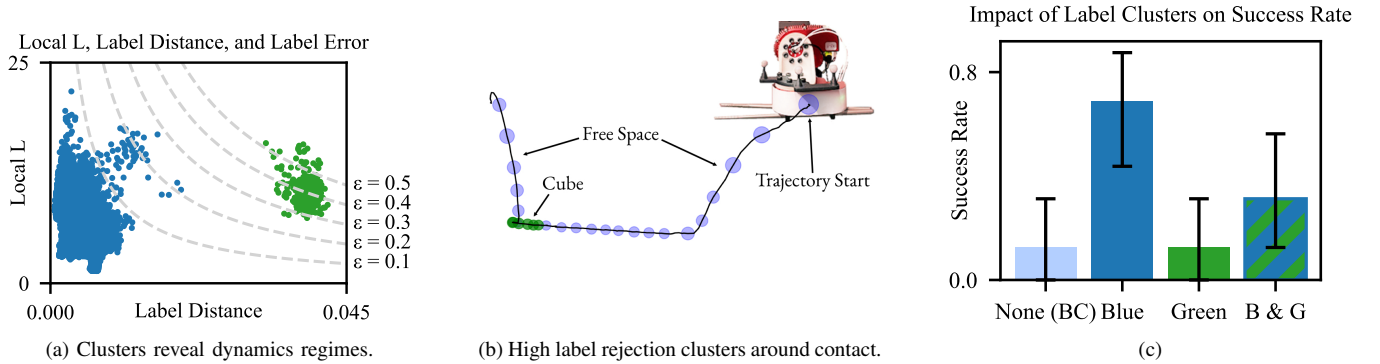 Local L, Label Distance, and Label Error
25
Local L
0
0.000
Label Distance
0.045
ε = 0.5
ε = 0.4
ε = 0.3
ε = 0.2
ε = 0.1
(a) Clusters reveal dynamics regimes.
Free Space
Cube
Trajectory Start
(b) High label rejection clusters around contact.
Impact of Label Clusters on Success Rate
0.8
Success Rate
0.0
None (BC)
Blue
Green
B & G
(c)